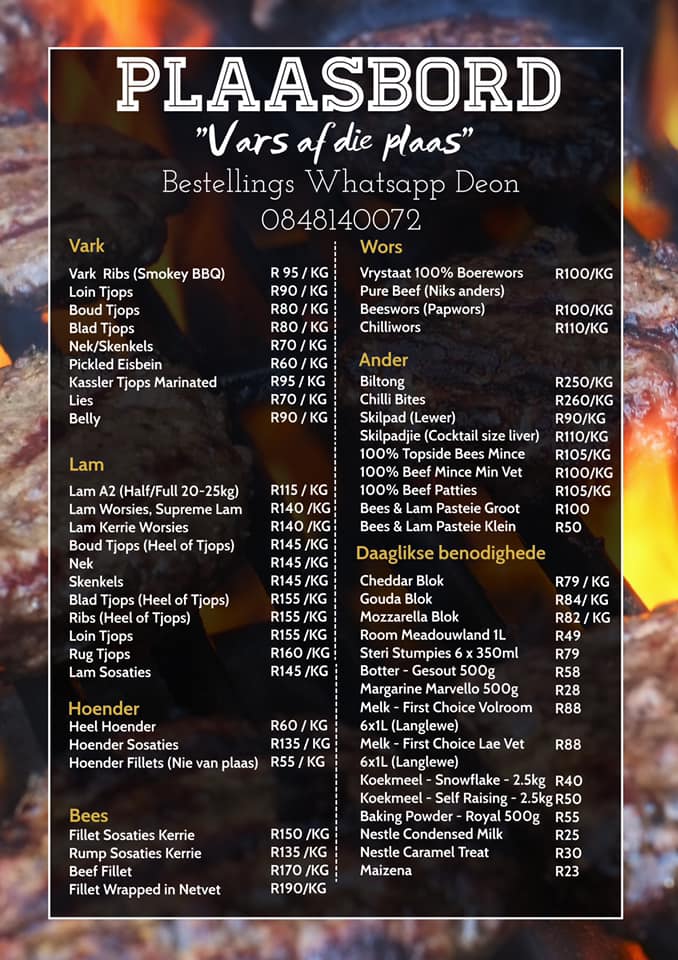 PLAASBORD
"Vars af die plaas"
Bestellings Whatsapp Deon
0848140072
Vark
Vark Ribs (Smokey BBQ) R 95 / KG
Loin Tjops R90 / KG
Boud Tjops R80 / KG
Blad Tjops R80 / KG
Nek/Skenkels R70 / KG
Pickled Eisbein R60 / KG
Kassler Tjops Marinated R95 / KG
Lies R70 / KG
Belly R90 / KG
Lam
Lam A2 (Half/Full 20-25kg) R115 / KG
Lam Worsies, Supreme Lam R140 /KG
Lam Kerrie Worsies R140 /KG
Boud Tjops (Heel of Tjops) R145 /KG
Nek R145 /KG
Skenkels R145 /KG
Blad Tjops (Heel of Tjops) R155 /KG
Ribs (Heel of Tjops) R155 /KG
Loin Tjops R155 /KG
Rug Tjops R160 /KG
Lam Sosaties R145 /KG
Hoender
Heel Hoender R60 / KG
Hoender Sosaties R135 / KG
Hoender Fillets (Nie van plaas) R55 / KG
Bees
Fillet Sosaties Kerrie R150 /KG
Rump Sosaties Kerrie R135 /KG
Beef Fillet R170 /KG
Fillet Wrapped in Netvet R190/KG
Wors
Vrystaat 100% Boerewors R100/KG
Pure Beef (Niks anders)
Beeswors (Papwors) R100/KG
Chilliwors R110/KG
Ander
Biltong R250/KG
Chilli Bites R260/KG
Skilpad (Lewer) R90/KG
Skilpadjie (Cocktail size liver) R110/KG
100% Topside Bees Mince R105/KG
100% Beef Mince Min Vet R100/KG
100% Beef Patties R105/KG
Bees & Lam Pasteie Groot R100
Bees & Lam Pasteie Klein R50
Daaglikse benodighede
Cheddar Blok R79 / KG
Gouda Blok R84/ KG
Mozzarella Blok R82 / KG
Room Meadouwland 1L R49
Steri Stumpies 6 x 350ml R79
Botter - Gesout 500g R58
Margarine Marvello 500g R28
Melk - First Choice Volroom R88
6x1L (Langlewe)
Melk - First Choice Lae Vet R88
6x1L (Langlewe)
Koekmeel - Snowflake - 2.5kg R40
Koekmeel - Self Raising - 2.5kg R50
Baking Powder - Royal 500g R55
Nestle Condensed Milk R25
Nestle Caramel Treat R30
Maizena R23